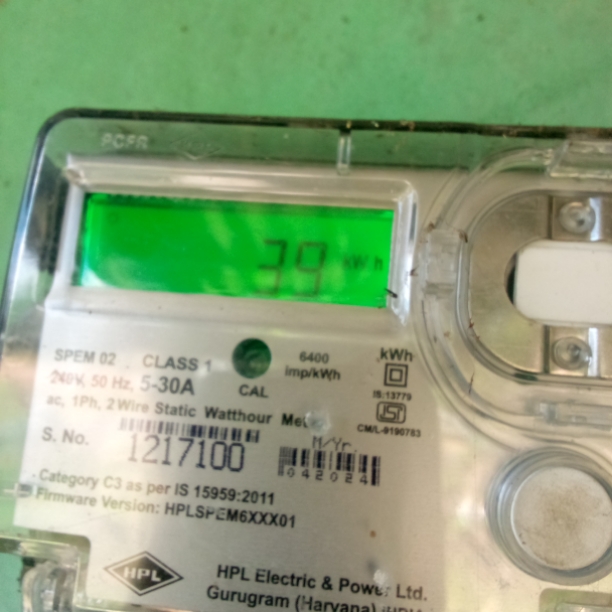 39 kWh
SPEM 02 CLASS 1 6400 kWh
240V, 50 Hz, 5-30A CAL imp/kWh
IS:13779
ac, 1Ph, 2 Wire Static Watthour
CM/L-9190783
S. No. 1217100 M/Yr.
042024
Category C3 as per IS 15959:2011
Firmware Version: HPLSPEM6XXX01
HPL
HPL Electric & Power Ltd.
Gurugram (Haryana)